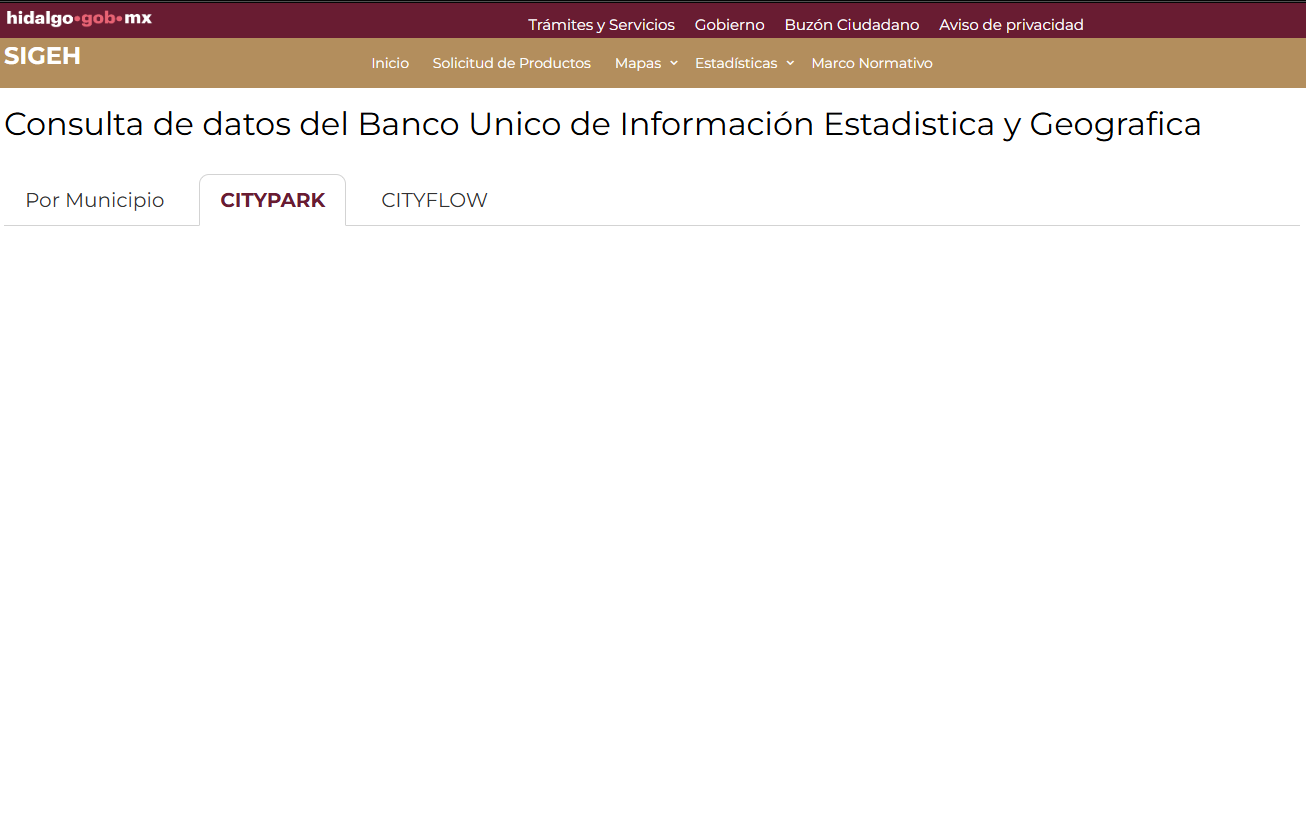 hidalgo•gob•mx
Trámites y Servicios Gobierno Buzón Ciudadano Aviso de privacidad
SIGEH
Inicio Solicitud de Productos Mapas Estadísticas Marco Normativo
Consulta de datos del Banco Unico de Información Estadistica y Geografica
Por Municipio CITYPARK CITYFLOW